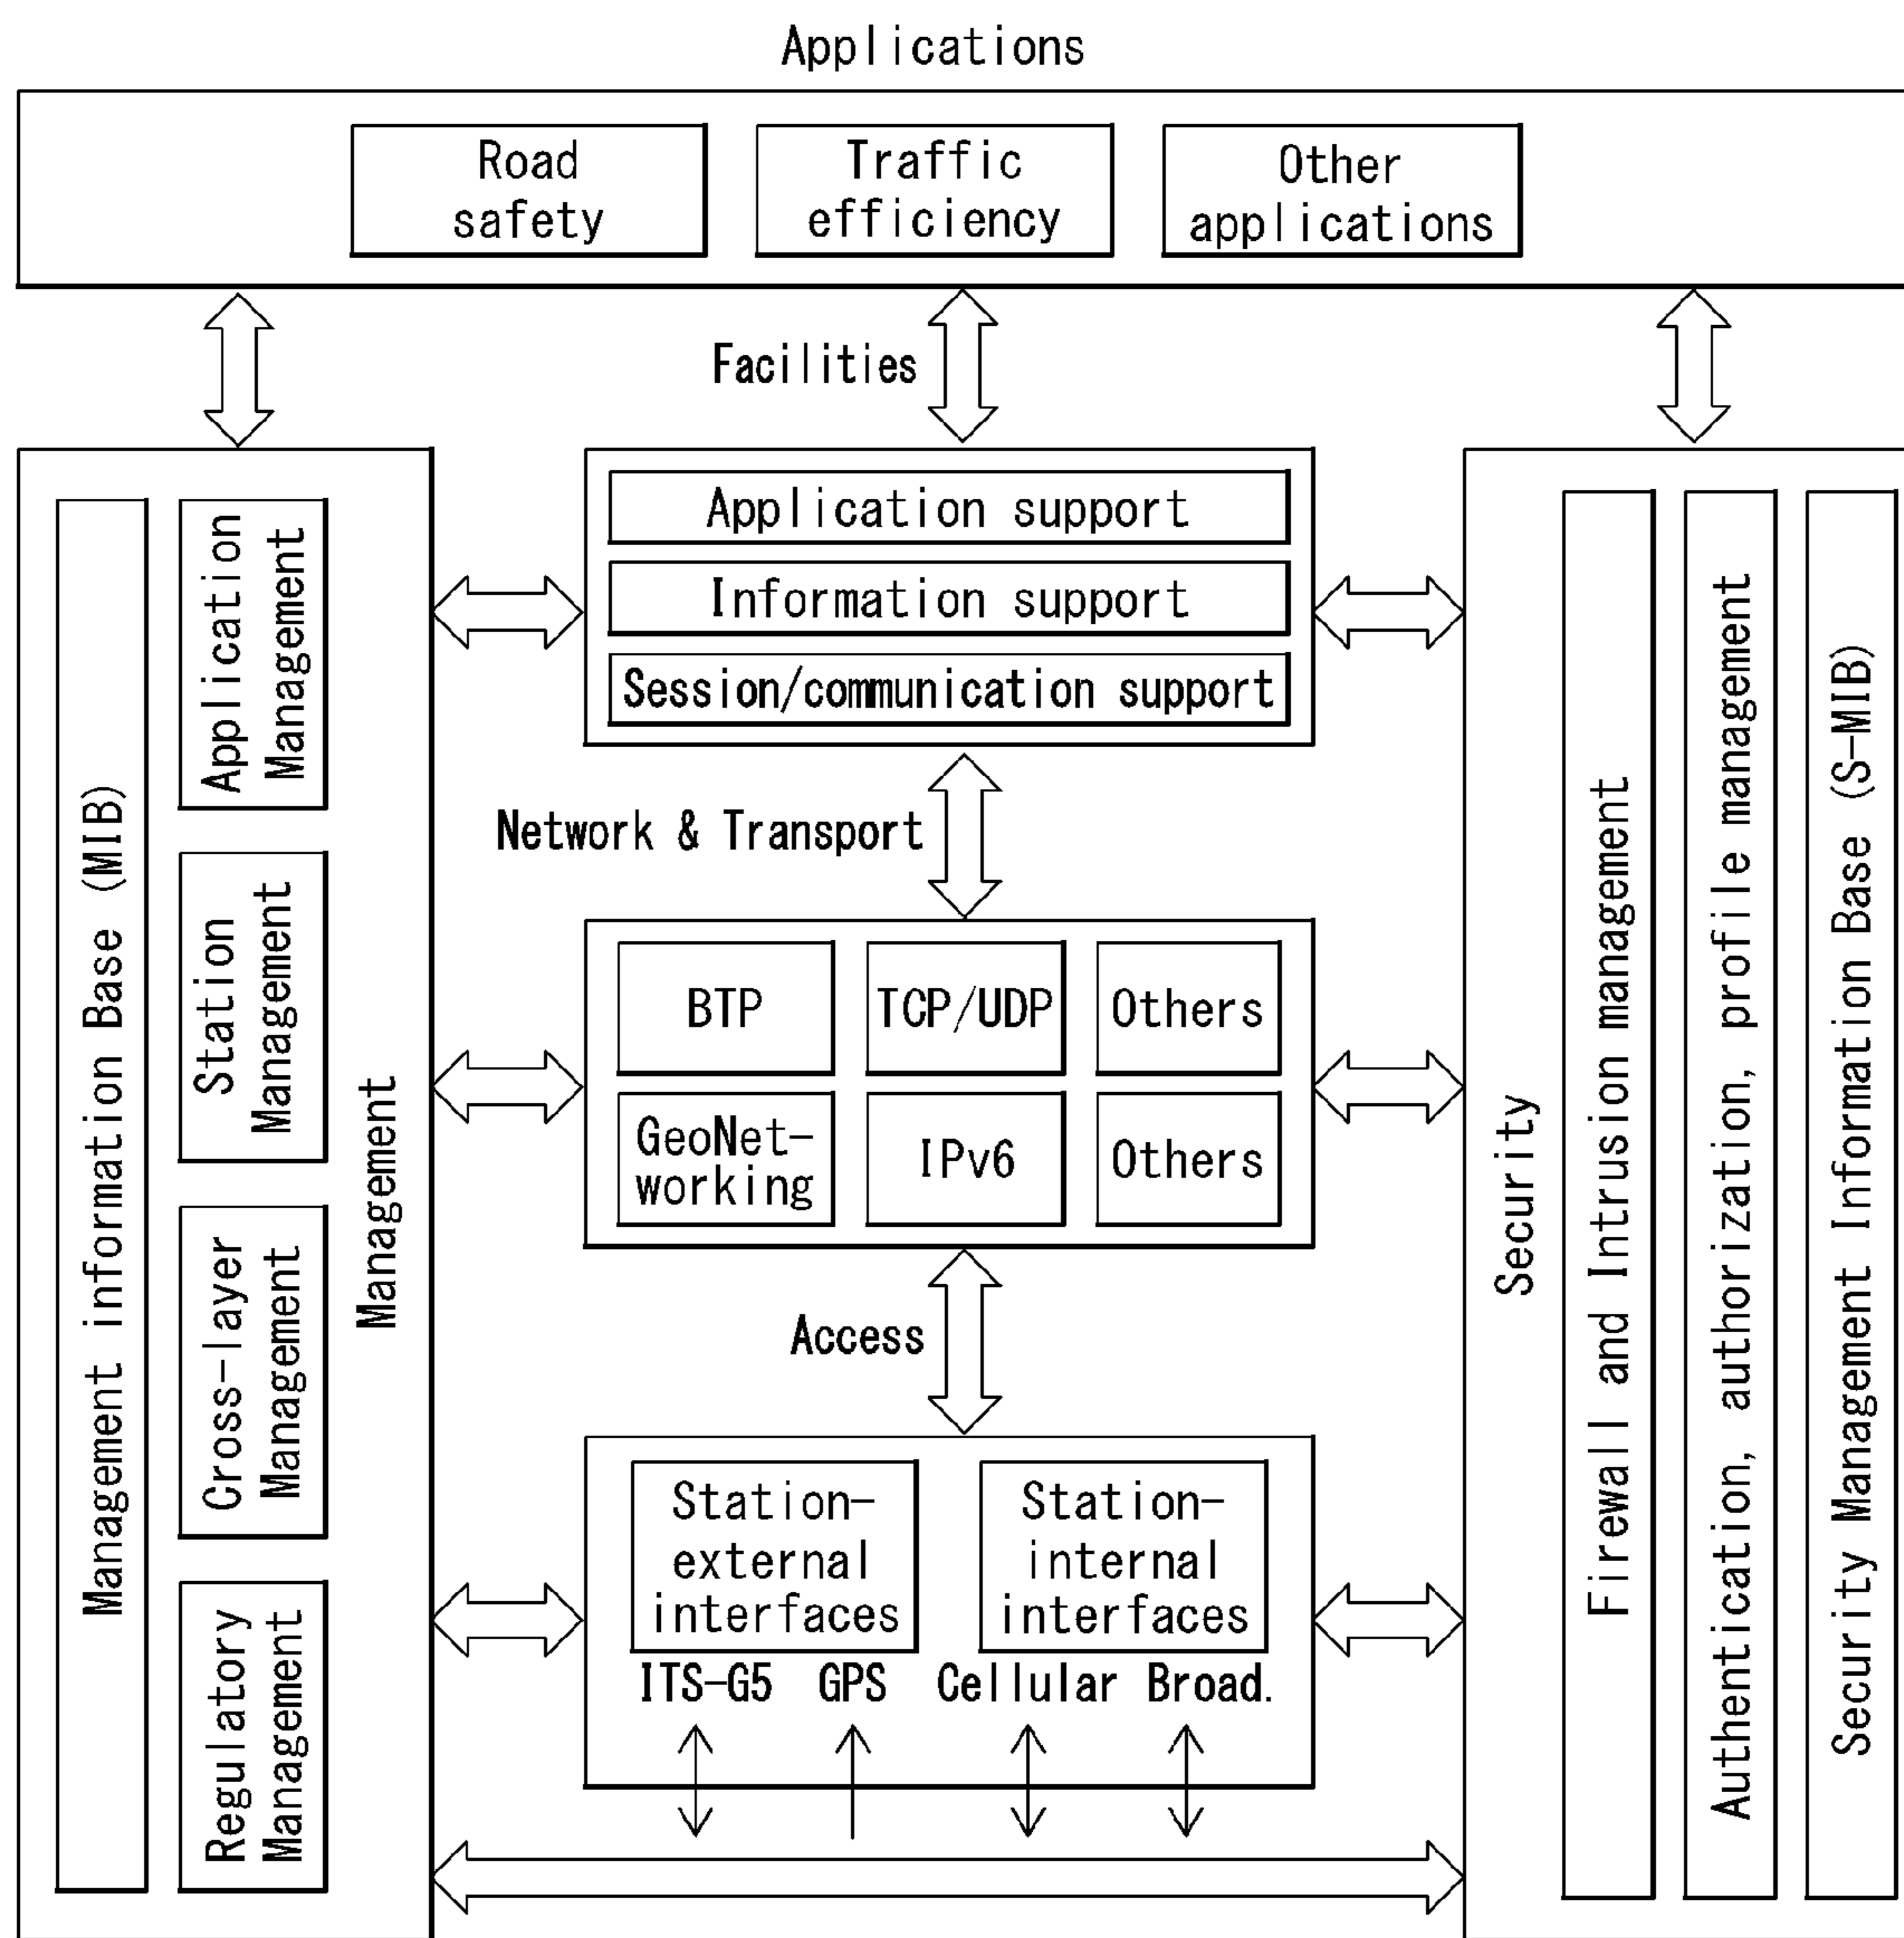 Applications
Road
safety
Traffic
efficiency
Other
applications
Facilities
Application support
Information support
Session/communication support
Management information Base (MIB)
Application
Management
Station
Management
Cross-layer
Management
Regulatory
Management
Management
Network & Transport
BTP
TCP/UDP
Others
GeoNet-
working
IPv6
Others
Access
Station-
external
interfaces
Station-
internal
interfaces
ITS-G5 GPS Cellular Broad.
Security
Firewall and Intrusion management
Authentication, authorization, profile management
Security Management Information Base (S-MIB)